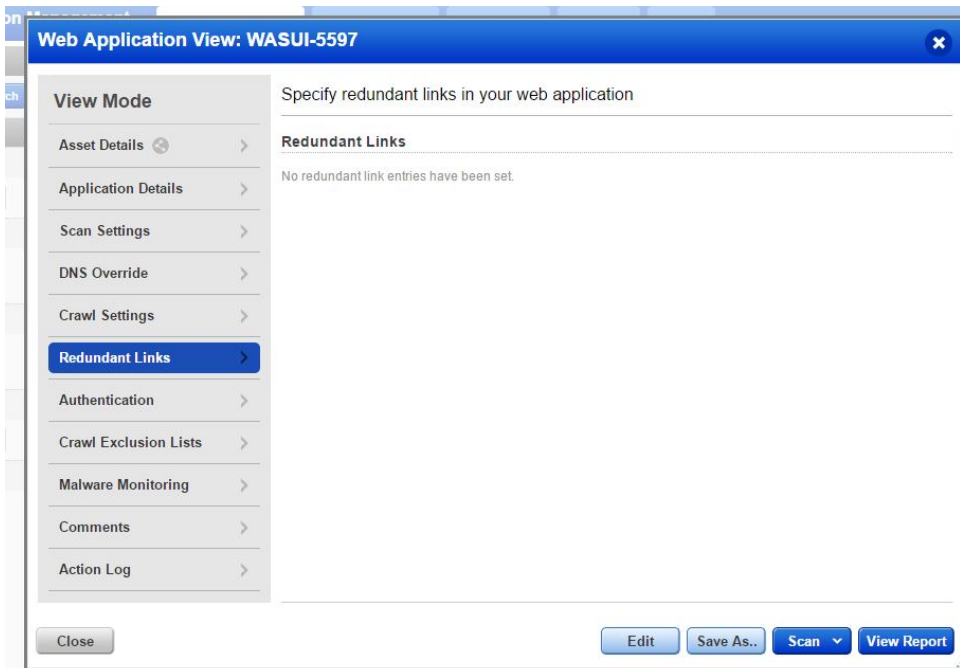 Web Application View: WASUI-5597
View Mode
Asset Details
Application Details
Scan Settings
DNS Override
Crawl Settings
Redundant Links
Authentication
Crawl Exclusion Lists
Malware Monitoring
Comments
Action Log
Specify redundant links in your web application
Redundant Links
No redundant link entries have been set.
Close
Edit
Save As..
Scan
View Report